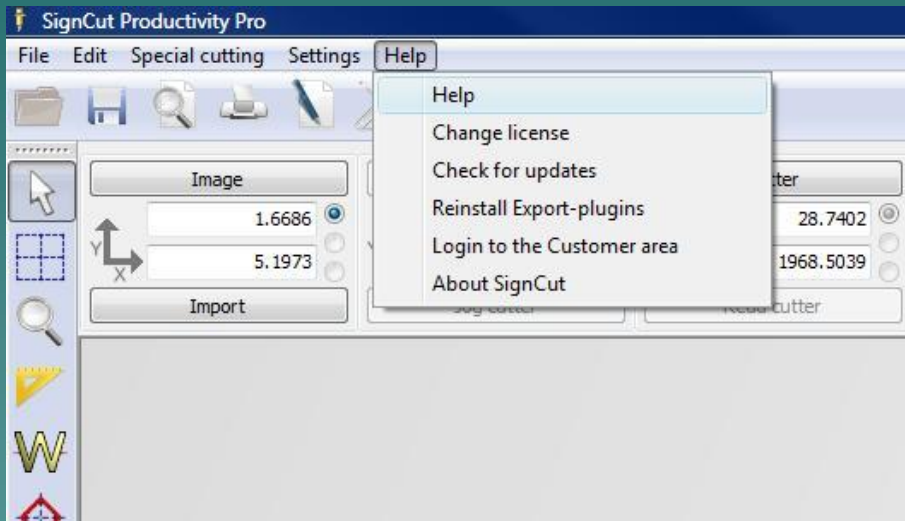 SignCut Productivity Pro
File Edit Special cutting Settings Help
Help
Change license
Check for updates
Reinstall Export-plugins
Login to the Customer area
About SignCut
Image
1.6686 28.7402
Y
5.1973 1968.5039
X
Import cutter